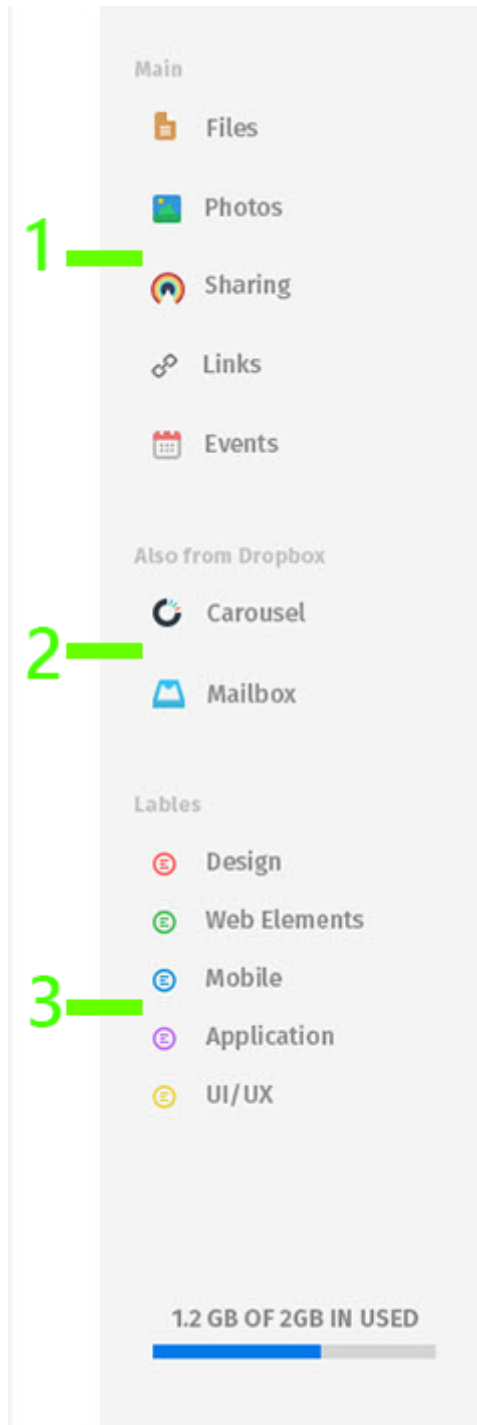 Main
Files
Photos
1
Sharing
Links
Events
Also from Dropbox
Carousel
2
Mailbox
Lables
Design
Web Elements
Mobile
3
Application
UI/UX
1.2 GB OF 2GB IN USED